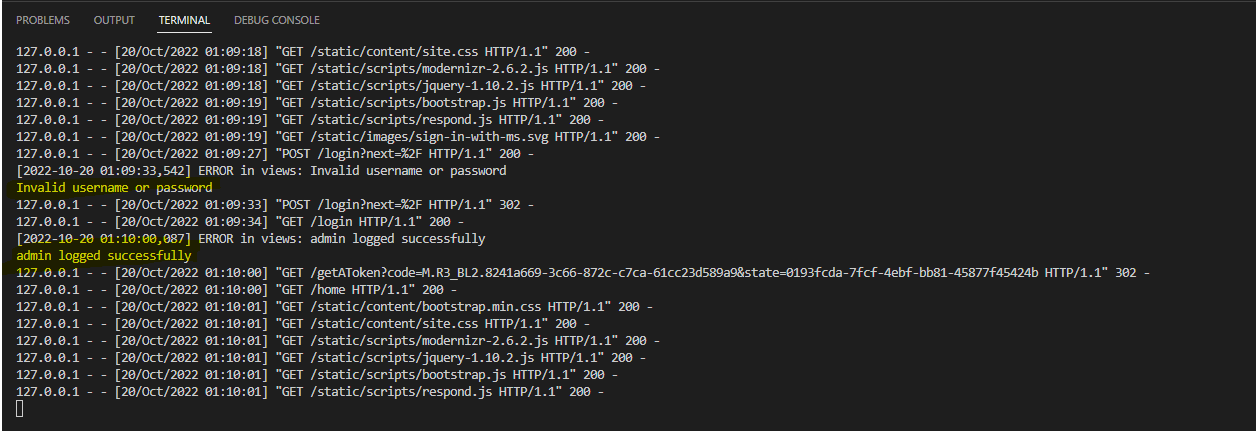 PROBLEMS OUTPUT TERMINAL DEBUG CONSOLE
127.0.0.1 - - [20/Oct/2022 01:09:18] "GET /static/content/site.css HTTP/1.1" 200 -
127.0.0.1 - - [20/Oct/2022 01:09:18] "GET /static/scripts/modernizr-2.6.2.js HTTP/1.1" 200 -
127.0.0.1 - - [20/Oct/2022 01:09:18] "GET /static/scripts/jquery-1.10.2.js HTTP/1.1" 200 -
127.0.0.1 - - [20/Oct/2022 01:09:19] "GET /static/scripts/bootstrap.js HTTP/1.1" 200 -
127.0.0.1 - - [20/Oct/2022 01:09:19] "GET /static/scripts/respond.js HTTP/1.1" 200 -
127.0.0.1 - - [20/Oct/2022 01:09:19] "GET /static/images/sign-in-with-ms.svg HTTP/1.1" 200 -
127.0.0.1 - - [20/Oct/2022 01:09:27] "POST /login?next=%2F HTTP/1.1" 200 -
[2022-10-20 01:09:33,542] ERROR in views: Invalid username or password
Invalid username or password
127.0.0.1 - - [20/Oct/2022 01:09:33] "POST /login?next=%2F HTTP/1.1" 302 -
127.0.0.1 - - [20/Oct/2022 01:09:34] "GET /login HTTP/1.1" 200 -
[2022-10-20 01:10:00,087] ERROR in views: admin logged successfully
admin logged successfully
127.0.0.1 - - [20/Oct/2022 01:10:00] "GET /getAToken?code=M.R3_BL2.8241a669-3c66-872c-c7ca-61cc23d589a9&state=0193fcda-7fcf-4ebf-bb81-45877f45424b HTTP/1.1" 302 -
127.0.0.1 - - [20/Oct/2022 01:10:00] "GET /home HTTP/1.1" 200 -
127.0.0.1 - - [20/Oct/2022 01:10:01] "GET /static/content/bootstrap.min.css HTTP/1.1" 200 -
127.0.0.1 - - [20/Oct/2022 01:10:01] "GET /static/content/site.css HTTP/1.1" 200 -
127.0.0.1 - - [20/Oct/2022 01:10:01] "GET /static/scripts/modernizr-2.6.2.js HTTP/1.1" 200 -
127.0.0.1 - - [20/Oct/2022 01:10:01] "GET /static/scripts/jquery-1.10.2.js HTTP/1.1" 200 -
127.0.0.1 - - [20/Oct/2022 01:10:01] "GET /static/scripts/bootstrap.js HTTP/1.1" 200 -
127.0.0.1 - - [20/Oct/2022 01:10:01] "GET /static/scripts/respond.js HTTP/1.1" 200 -